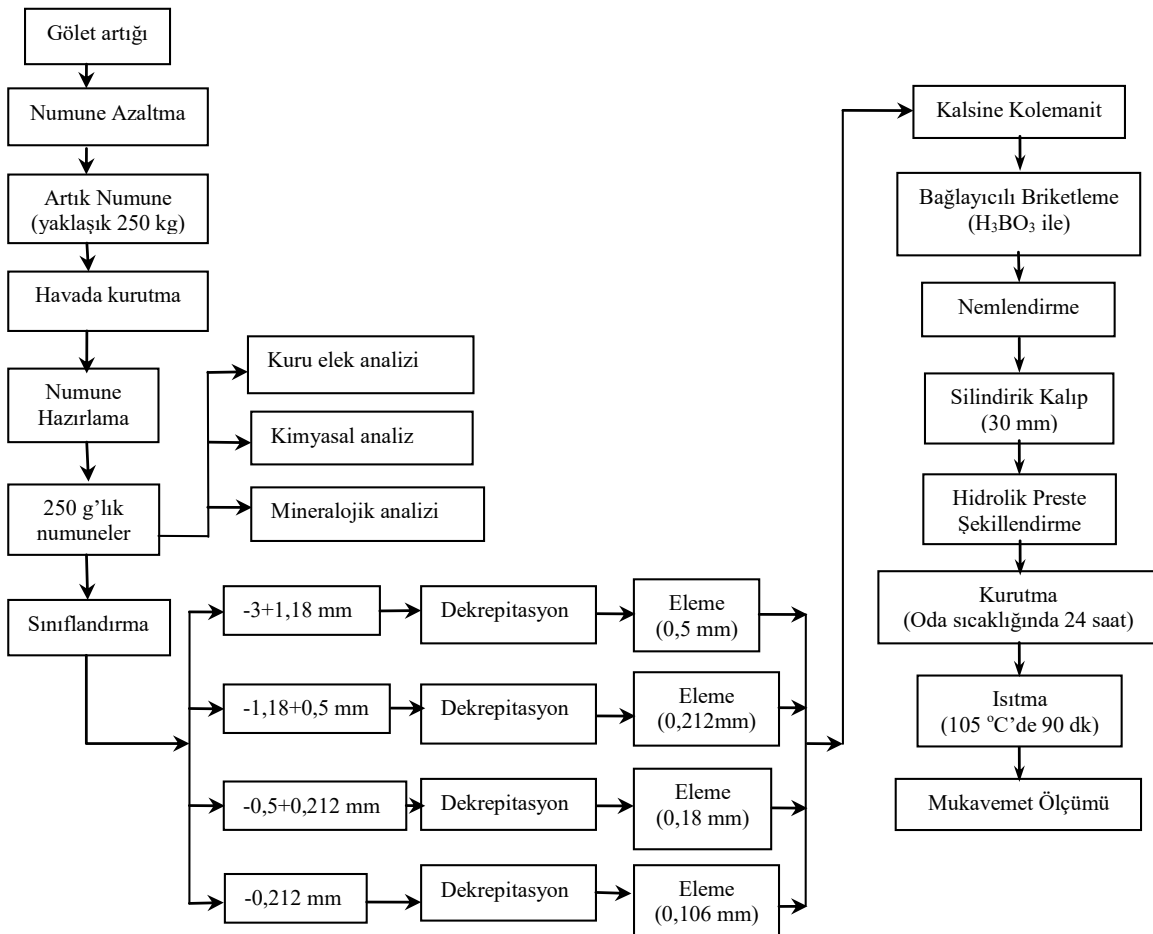 Gölet artığı
Numune Azaltma
Artık Numune
(yaklaşık 250 kg)
Havada kurutma
Numune
Hazırlama
250 g’lık
numuneler
Sınıflandırma
Kuru elek analizi
Kimyasal analiz
Mineralojik analizi
-3+1,18 mm
Dekrepitasyon
Eleme
(0,5 mm)
-1,18+0,5 mm
Dekrepitasyon
Eleme
(0,212mm)
-0,5+0,212 mm
Dekrepitasyon
Eleme
(0,18 mm)
-0,212 mm
Dekrepitasyon
Eleme
(0,106 mm)
Kalsine Kolemanit
Bağlayıcılı Briketleme
(H₃BO₃ ile)
Nemlendirme
Silindirik Kalıp
(30 mm)
Hidrolik Preste
Şekillendirme
Kurutma
(Oda sıcaklığında 24 saat)
Isıtma
(105 °C’de 90 dk)
Mukavemet Ölçümü